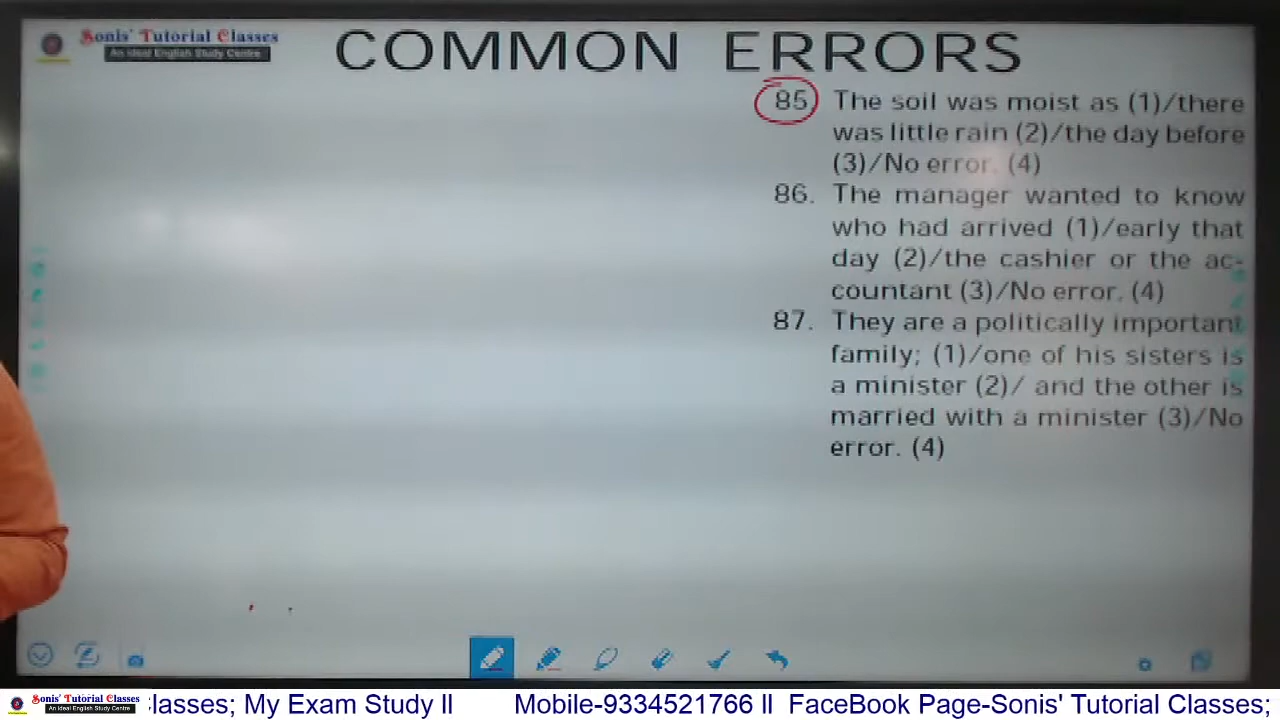 Sonis' Tutorial Classes
An Ideal English Study Centre
COMMON ERRORS
85 The soil was moist as (1)/there
was little rain (2)/the day before
(3)/No error. (4)
86. The manager wanted to know
who had arrived (1)/early that
day (2)/the cashier or the ac-
countant (3)/No error. (4)
87. They are a politically important
family; (1)/one of his sisters is
a minister (2)/ and the other is
married with a minister (3)/No
error. (4)
Sonis' Tutorial Classes
An Ideal English Study Centre
lasses; My Exam Study ll Mobile-9334521766 ll FaceBook Page-Sonis' Tutorial Classes;